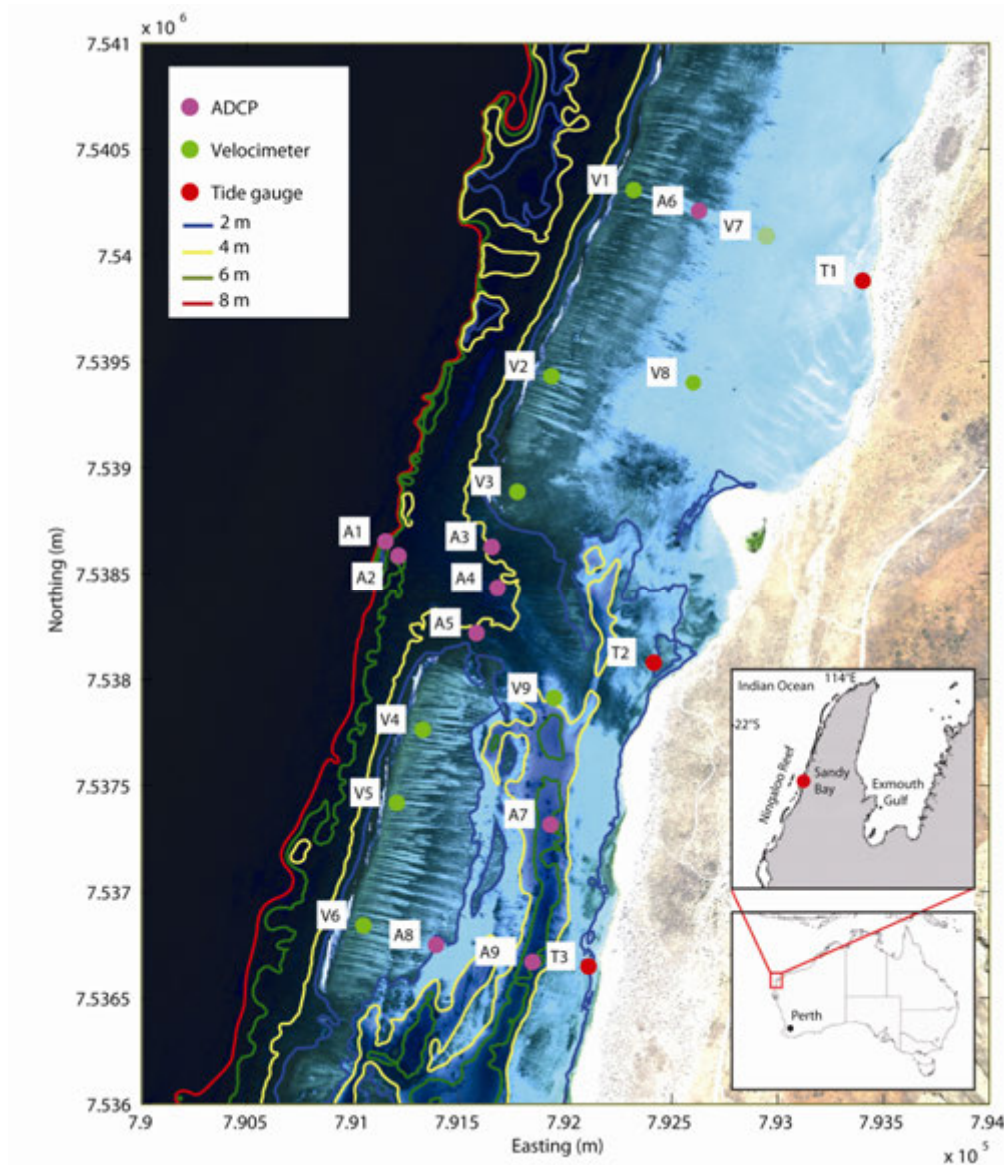 x 10 6
7.541
7.5405
7.54
7.5395
7.539
7.5385
7.538
7.5375
7.537
7.5365
7.536
Northing (m)
ADCP
Velocimeter
Tide gauge
2 m
4 m
6 m
8 m
V1
A6
V7
T1
V2
V8
V3
A1
A3
A2
A4
A5
T2
V9
V4
V5
A7
V6
A8
A9
T3
114°E
Indian Ocean
-22°S
Ningaloo Reef
Sandy
Bay
Exmouth
Gulf
Perth
7.9
7.905
7.91
7.915
7.92
7.925
7.93
7.935
7.94
Easting (m)
x 10 5